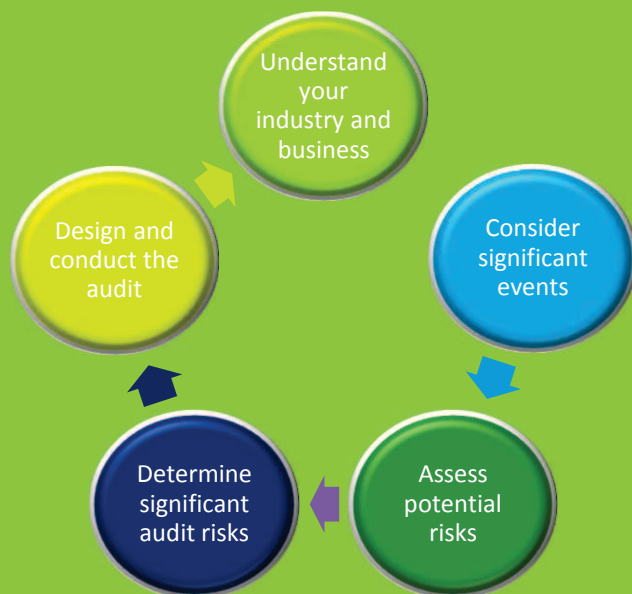 Understand
your
industry and
business
Consider
significant
events
Assess
potential
risks
Determine
significant
audit risks
Design and
conduct the
audit